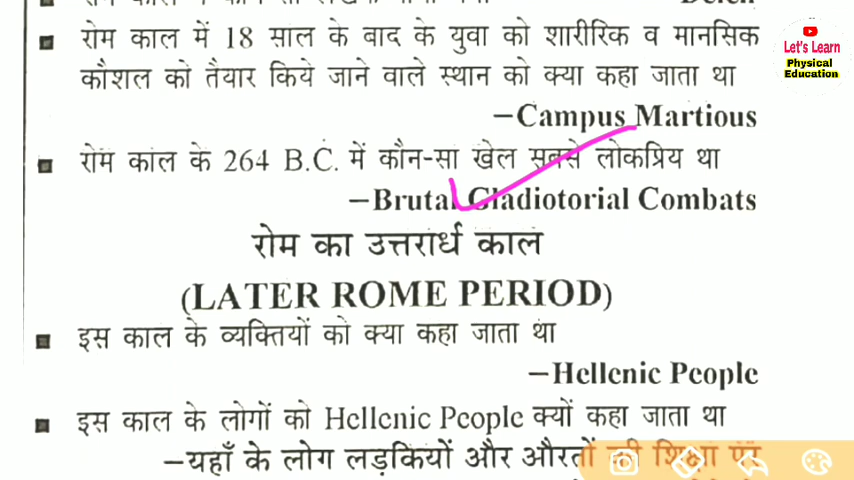 ■ रोम काल में 18 साल के बाद के युवा को शारीरिक व मानसिक
कौशल को तैयार किये जाने वाले स्थान को क्या कहा जाता था
–Campus Martious
■ रोम काल के 264 B.C. में कौन-सा खेल सबसे लोकप्रिय था
–Brutal Gladiotorial Combats
रोम का उत्तरार्ध काल
(LATER ROME PERIOD)
■ इस काल के व्यक्तियों को क्या कहा जाता था
–Hellenic People
■ इस काल के लोगों को Hellenic People क्यों कहा जाता था
–यहाँ के लोग लड़कियों और औरतों की शिक्षा पर
Let's Learn
Physical
Education